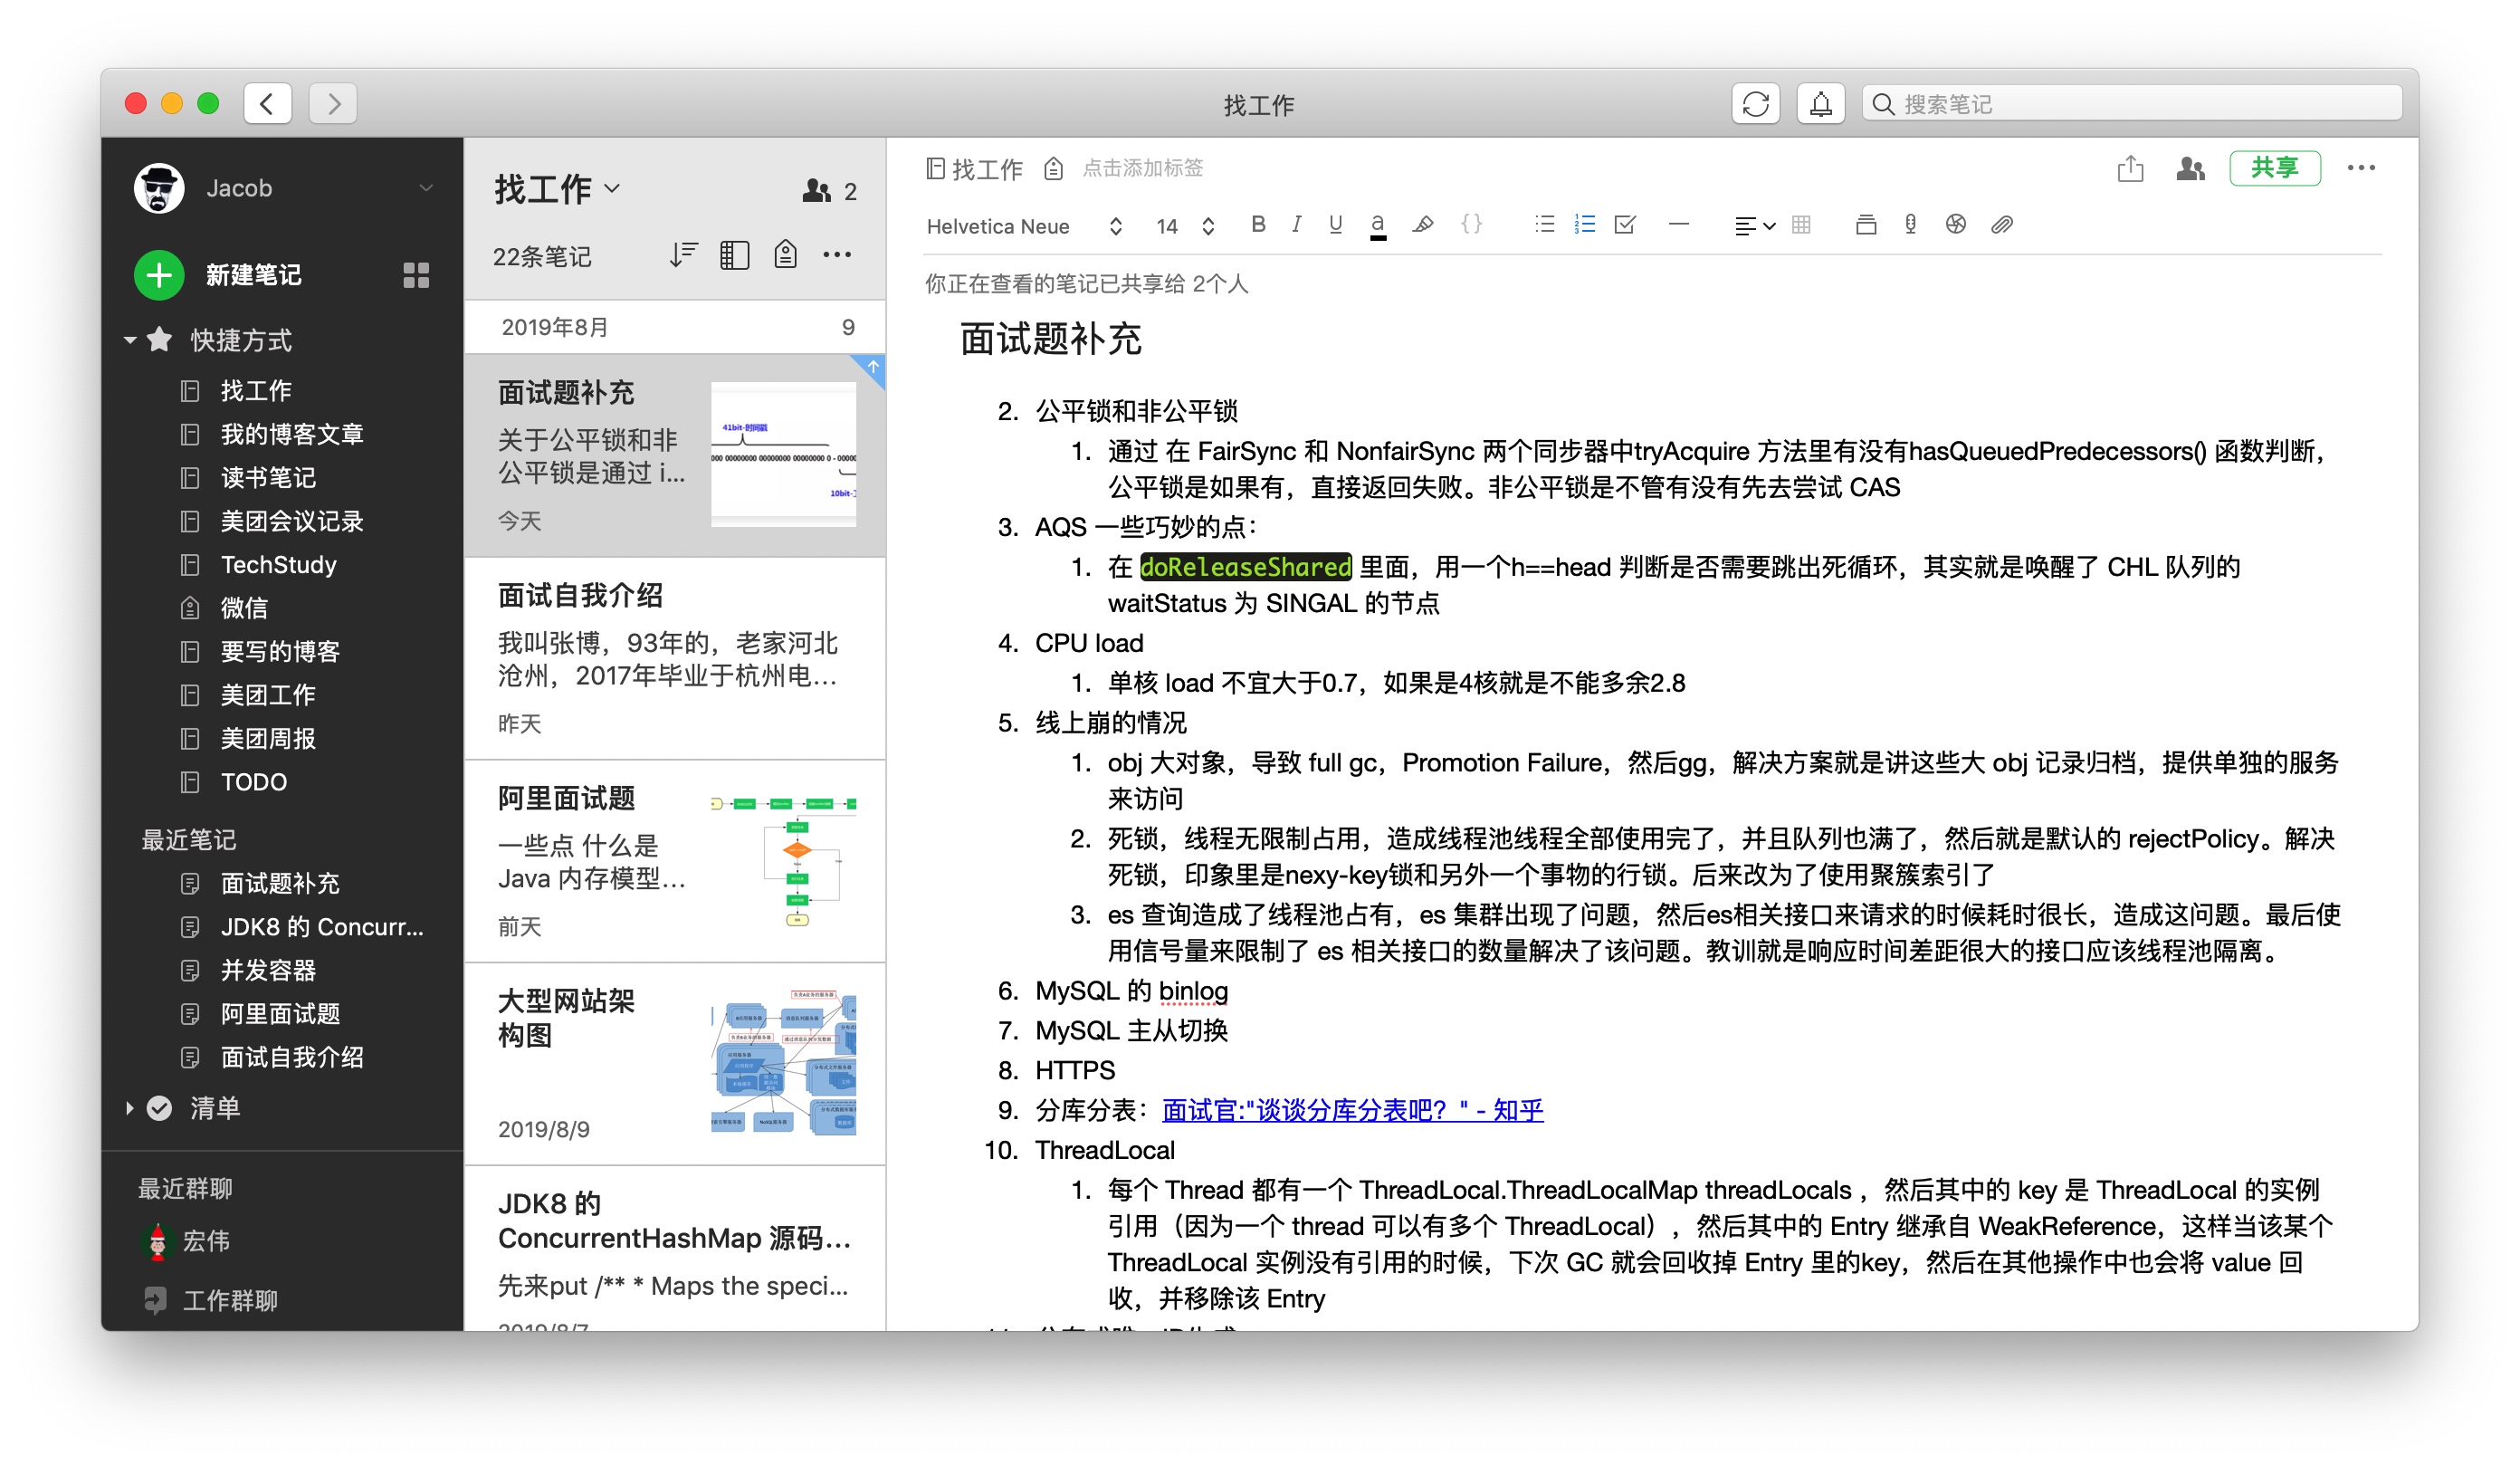 找工作
搜索笔记
Jacob
新建笔记
快捷方式
找工作
我的博客文章
读书笔记
美团会议记录
TechStudy
微信
要写的博客
美团工作
美团周报
TODO
最近笔记
面试题补充
JDK8 的 Concurr...
并发容器
阿里面试题
面试自我介绍
清单
最近群聊
宏伟
工作群聊
找工作
2
22条笔记
2019年8月
9
面试题补充
关于公平锁和非
公平锁是通过 i...
今天
41bit-时间戳
面试自我介绍
我叫张博，93年的，老家河北
沧州，2017年毕业于杭州电...
昨天
阿里面试题
一些点 什么是
Java 内存模型...
前天
大型网站架
构图
2019/8/9
JDK8 的
ConcurrentHashMap 源码...
先来put /** * Maps the speci...
2019/8/7
找工作
点击添加标签
共享
Helvetica Neue
14
B I U a {}
你正在查看的笔记已共享给 2个人
面试题补充
2. 公平锁和非公平锁
1. 通过 在 FairSync 和 NonfairSync 两个同步器中tryAcquire 方法里有没有hasQueuedPredecessors() 函数判断，
公平锁是如果有，直接返回失败。非公平锁是不管有没有先去尝试 CAS
3. AQS 一些巧妙的点：
1. 在 doReleaseShared 里面，用一个h==head 判断是否需要跳出死循环，其实就是唤醒了 CHL 队列的
waitStatus 为 SINGAL 的节点
4. CPU load
1. 单核 load 不宜大于0.7，如果是4核就是不能多余2.8
5. 线上崩的情况
1. obj 大对象，导致 full gc，Promotion Failure，然后gg，解决方案就是讲这些大 obj 记录归档，提供单独的服务
来访问
2. 死锁，线程无限制占用，造成线程池线程全部使用完了，并且队列也满了，然后就是默认的 rejectPolicy。解决
死锁，印象里是nexy-key锁和另外一个事物的行锁。后来改为了使用聚簇索引了
3. es 查询造成了线程池占有，es 集群出现了问题，然后es相关接口来请求的时候耗时很长，造成这问题。最后使
用信号量来限制了 es 相关接口的数量解决了该问题。教训就是响应时间差距很大的接口应该线程池隔离。
6. MySQL 的 binlog
7. MySQL 主从切换
8. HTTPS
9. 分库分表：面试官:"谈谈分库分表吧？" - 知乎
10. ThreadLocal
1. 每个 Thread 都有一个 ThreadLocal.ThreadLocalMap threadLocals ，然后其中的 key 是 ThreadLocal 的实例
引用（因为一个 thread 可以有多个 ThreadLocal），然后其中的 Entry 继承自 WeakReference，这样当该某个
ThreadLocal 实例没有引用的时候，下次 GC 就会回收掉 Entry 里的key，然后在其他操作中也会将 value 回
收，并移除该 Entry